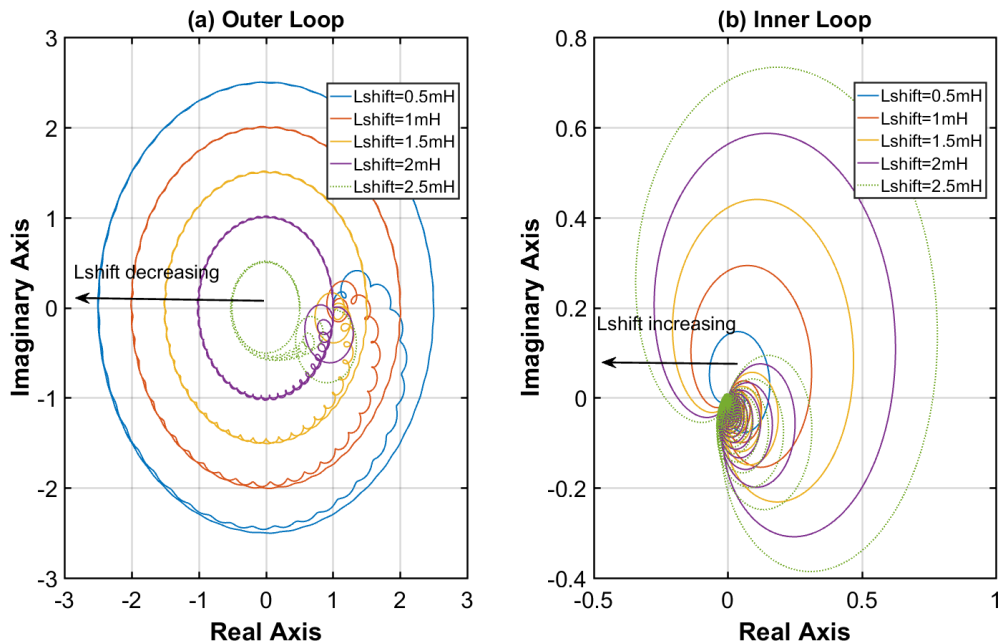 (a) Outer Loop
Imaginary Axis
3
2
1
0
-1
-2
-3
-3
-2
-1
0
1
2
3
Real Axis
Lshift=0.5mH
Lshift=1mH
Lshift=1.5mH
Lshift=2mH
Lshift=2.5mH
Lshift decreasing
(b) Inner Loop
Imaginary Axis
0.8
0.6
0.4
0.2
0
-0.2
-0.4
-0.5
0
0.5
1
Real Axis
Lshift=0.5mH
Lshift=1mH
Lshift=1.5mH
Lshift=2mH
Lshift=2.5mH
Lshift increasing